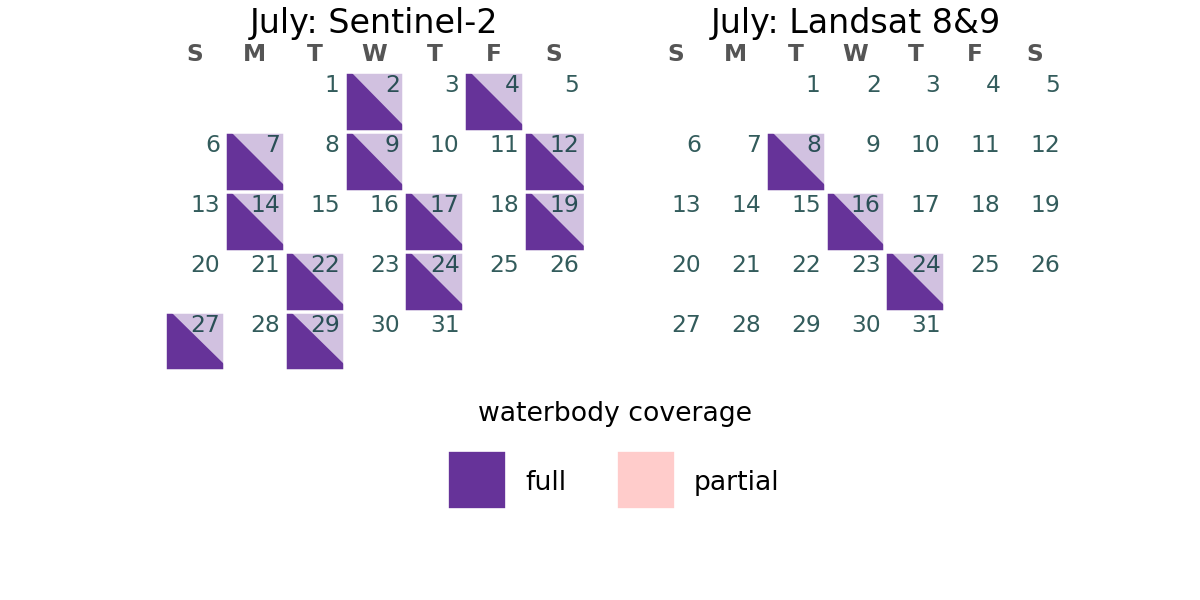 July: Sentinel-2
S M T W T F S
1 2 3 4 5
6 7 8 9 10 11 12
13 14 15 16 17 18 19
20 21 22 23 24 25 26
27 28 29 30 31
July: Landsat 8&9
S M T W T F S
1 2 3 4 5
6 7 8 9 10 11 12
13 14 15 16 17 18 19
20 21 22 23 24 25 26
27 28 29 30 31
waterbody coverage
full partial